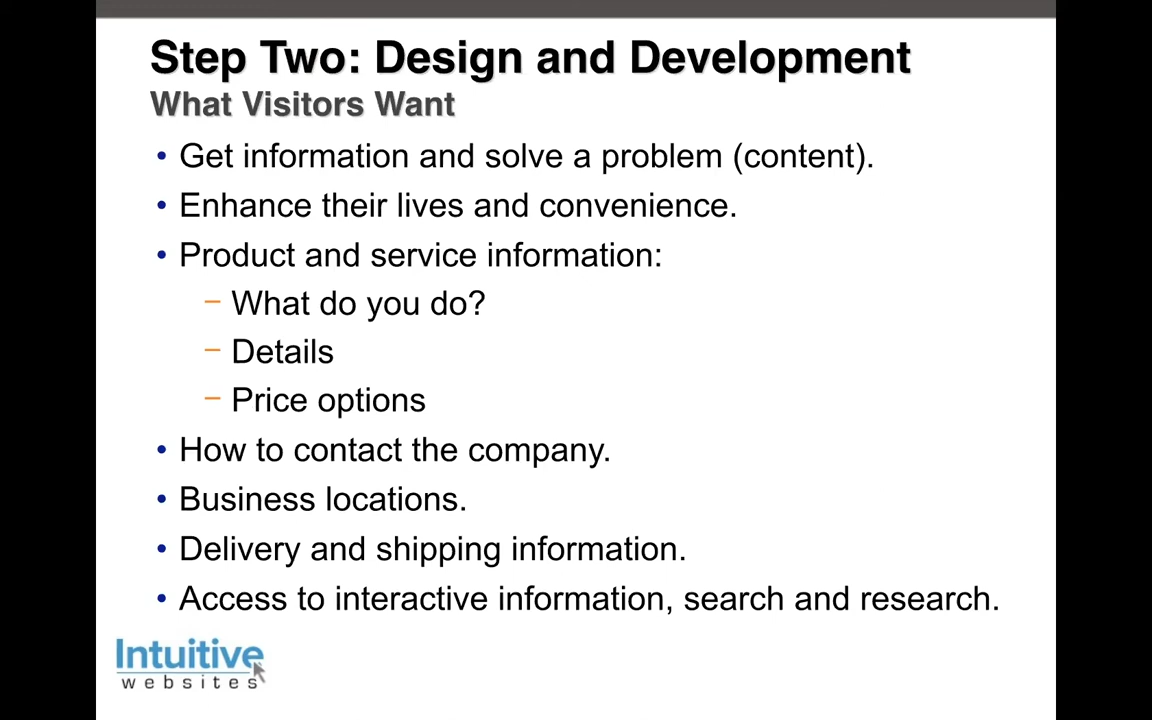 Step Two: Design and Development
What Visitors Want
• Get information and solve a problem (content).
• Enhance their lives and convenience.
• Product and service information:
– What do you do?
– Details
– Price options
• How to contact the company.
• Business locations.
• Delivery and shipping information.
• Access to interactive information, search and research.
Intuitive
websites